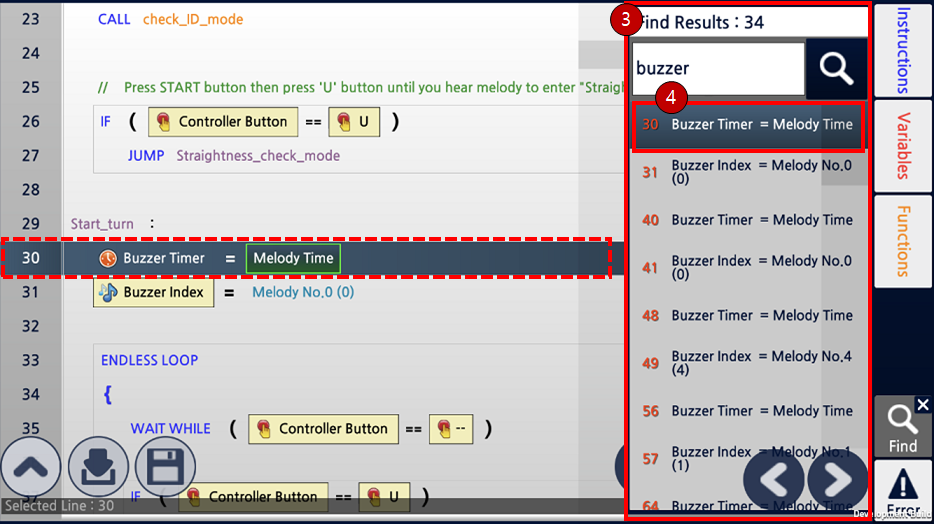 23 CALL check_ID_mode
24
25 // Press START button then press 'U' button until you hear melody to enter "Straigh
26 IF ( Controller Button == U )
27 JUMP Straightness_check_mode
28
29 Start_turn :
30 Buzzer Timer = Melody Time
31 Buzzer Index = Melody No.0 (0)
32
33 ENDLESS LOOP
34 {
35 WAIT WHILE ( Controller Button == -- )
IF ( Controller Button == U )
Selected Line : 30
3
Find Results : 34
buzzer
4
30 Buzzer Timer = Melody Time
31 Buzzer Index = Melody No.0
(0)
40 Buzzer Timer = Melody Time
41 Buzzer Index = Melody No.0
(0)
48 Buzzer Timer = Melody Time
49 Buzzer Index = Melody No.4
(4)
56 Buzzer Timer = Melody Time
57 Buzzer Index = Melody No.1
(1)
64 Buzzer Timer = Melody Time
Instructions
Variables
Functions
Find
Error
Development Build